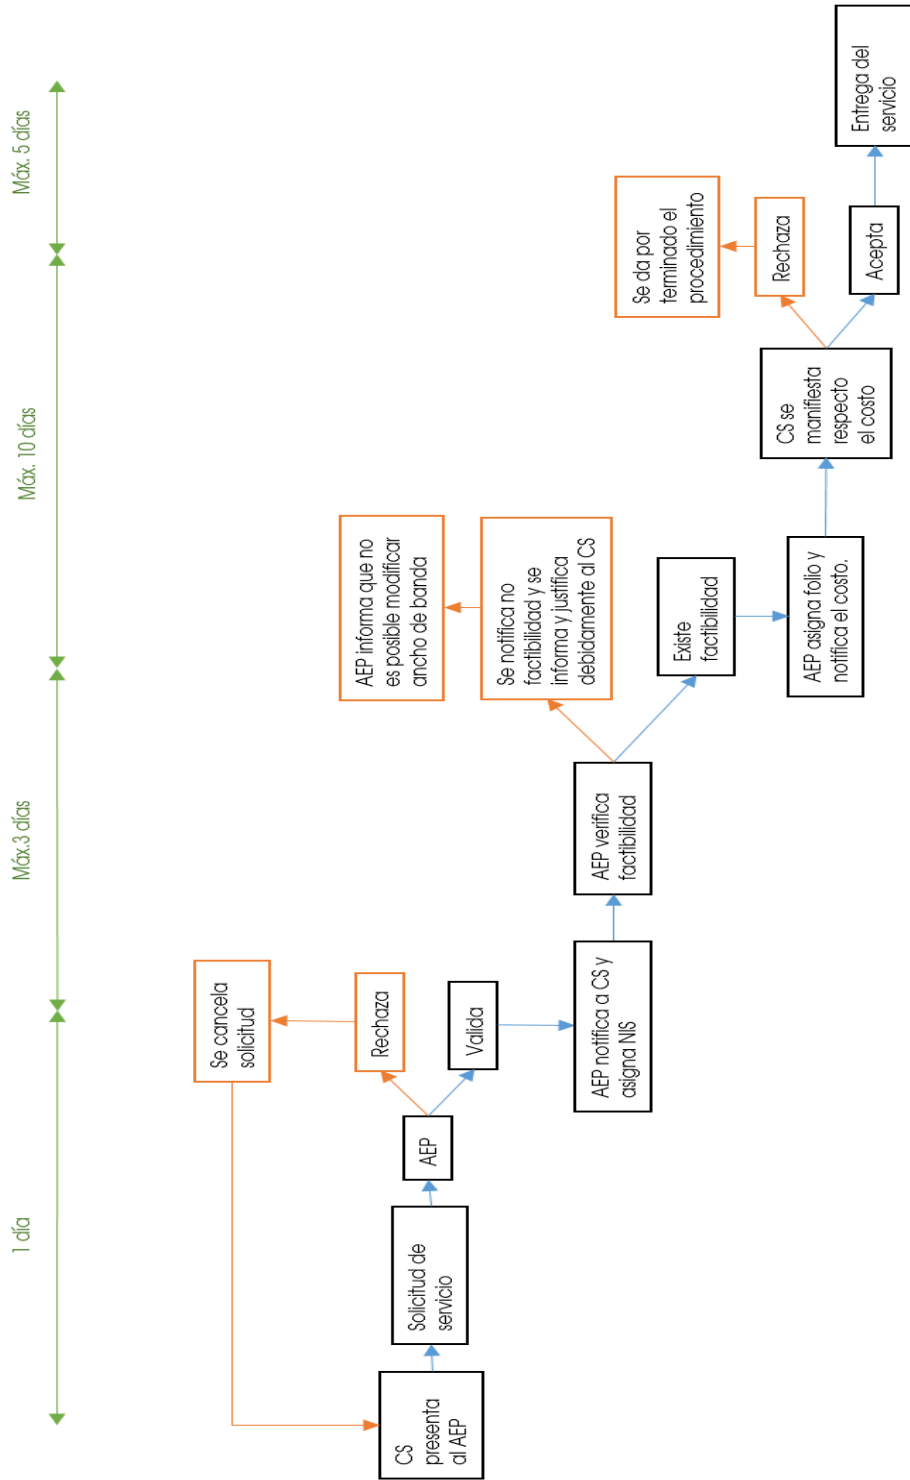 1 día
Máx.3 días
Máx. 10 días
Máx. 5 días
CS
presenta
al AEP
Solicitud de
servicio
AEP
Rechaza
Se cancela
solicitud
Valida
AEP notifica a CS y
asigna NIS
AEP verifica
factibilidad
Se notifica no
factibilidad y se
informa y justifica
debidamente al CS
AEP informa que no
es posible modificar
ancho de banda
Existe
factibilidad
AEP asigna folio y
notifica el costo.
CS se
manifiesta
respecto
el costo
Rechaza
Se da por
terminado el
procedimiento
Acepta
Entrega del
servicio